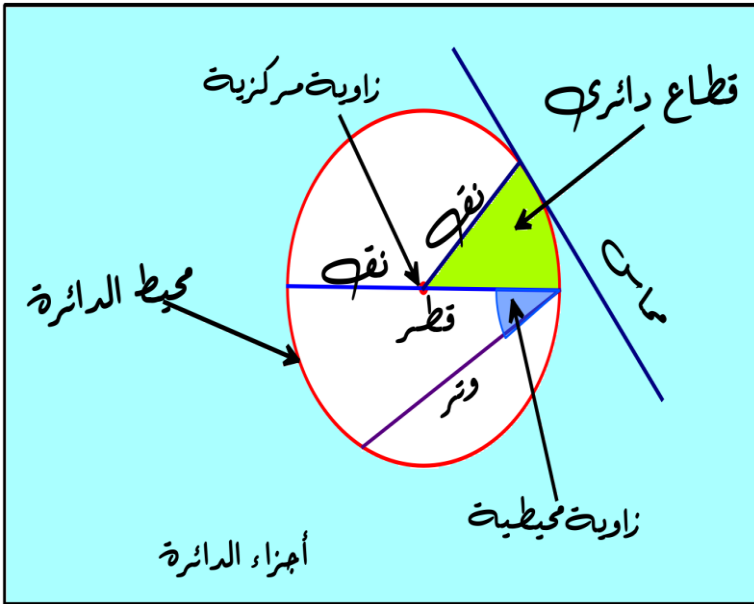 زاوية مركزية
قطاع دائري
نق
نق
مماس
محيط الدائرة
قطر
وتر
زاوية محيطية
أجزاء الدائرة